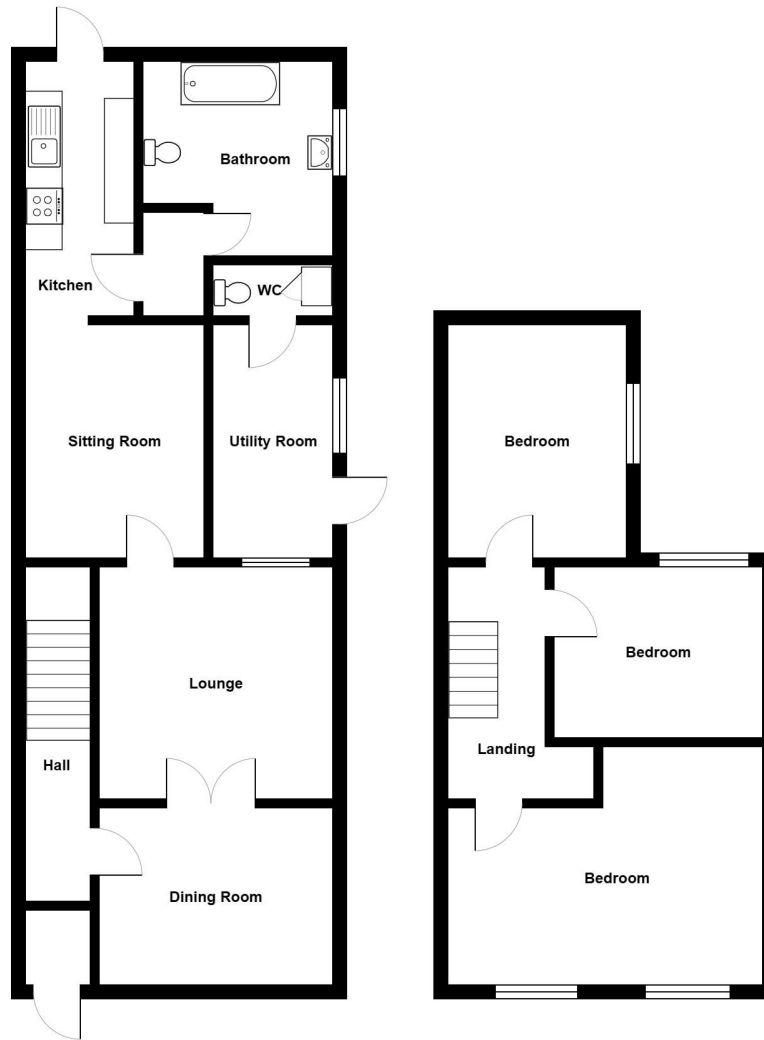 Bathroom
Kitchen
WC
Sitting Room
Utility Room
Lounge
Hall
Dining Room
Bedroom
Bedroom
Landing
Bedroom